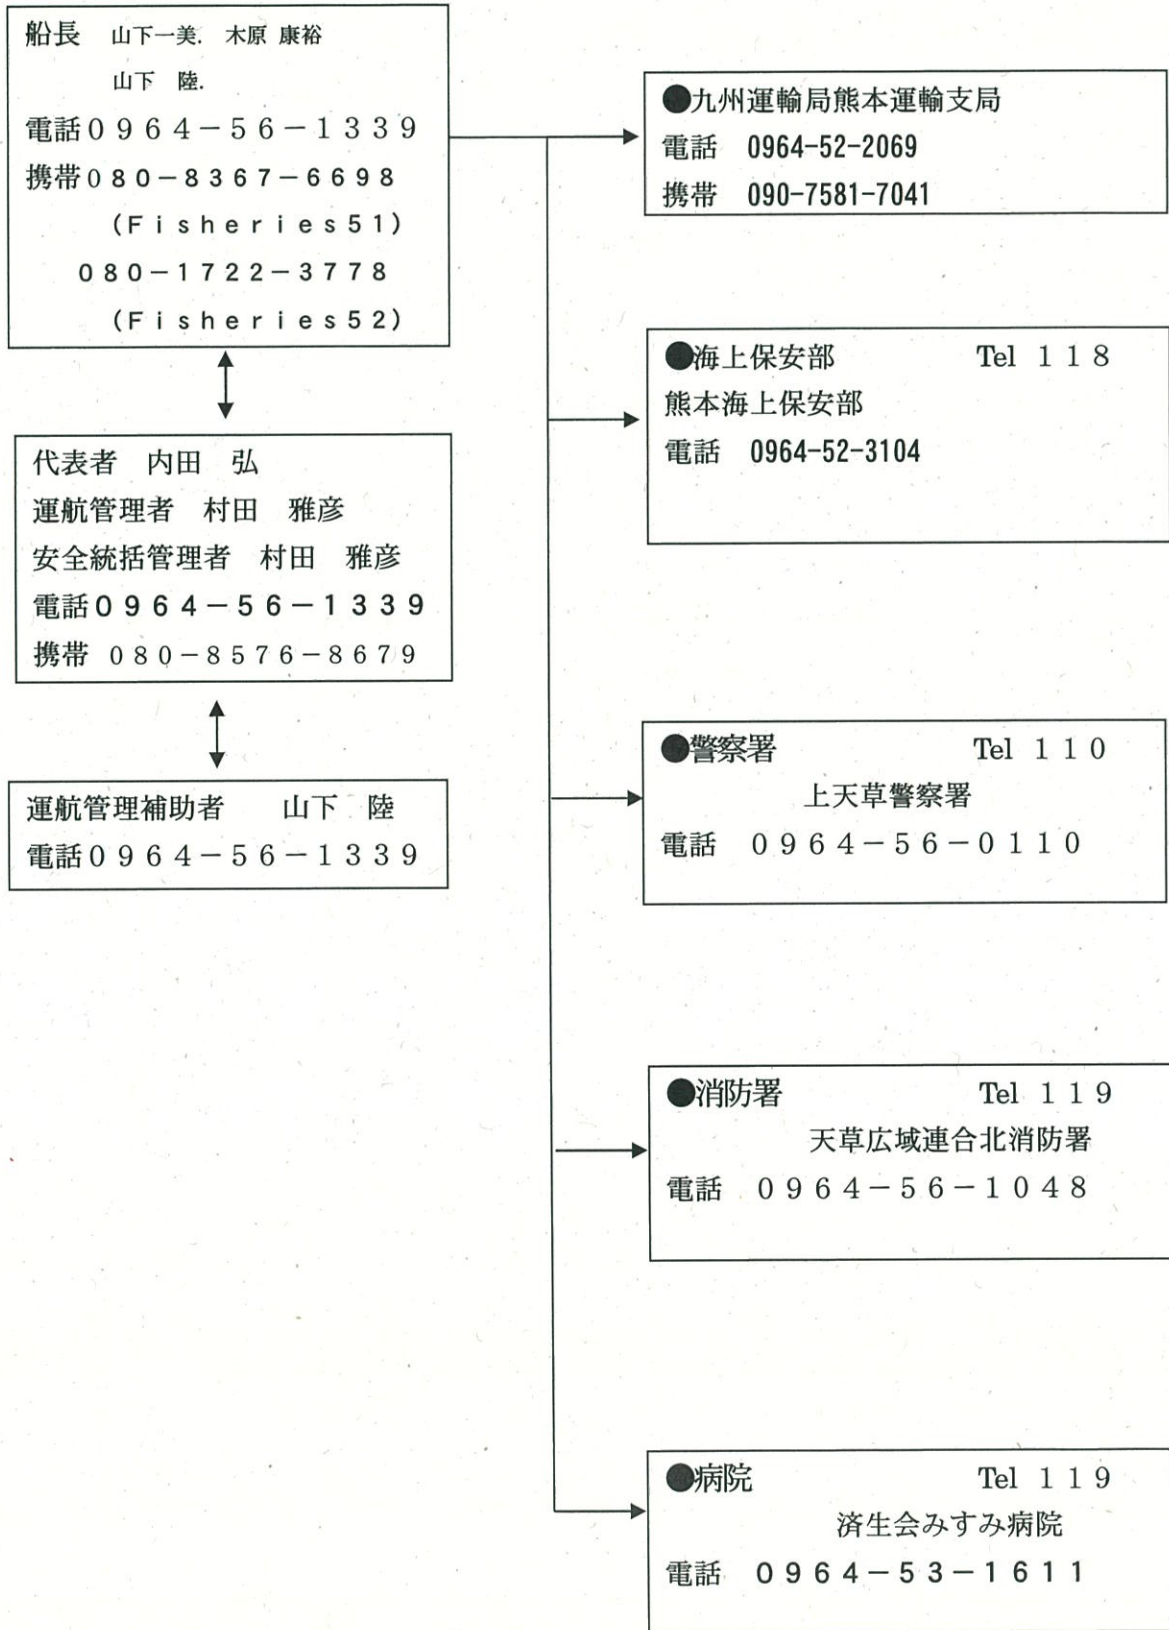 船長 山下一美. 木原 康裕
山下 陸.
電話0964-56-1339
携帯080-8367-6698
(Fisheries51)
080-1722-3778
(Fisheries52)
代表者 内田 弘
運航管理者 村田 雅彦
安全統括管理者 村田 雅彦
電話0964-56-1339
携帯 080-8576-8679
運航管理補助者 山下 陸
電話0964-56-1339
●九州運輸局熊本運輸支局
電話 0964-52-2069
携帯 090-7581-7041
●海上保安部 Tel 118
熊本海上保安部
電話 0964-52-3104
●警察署 Tel 110
上天草警察署
電話 0964-56-0110
●消防署 Tel 119
天草広域連合北消防署
電話 0964-56-1048
●病院 Tel 119
済生会みすみ病院
電話 0964-53-1611